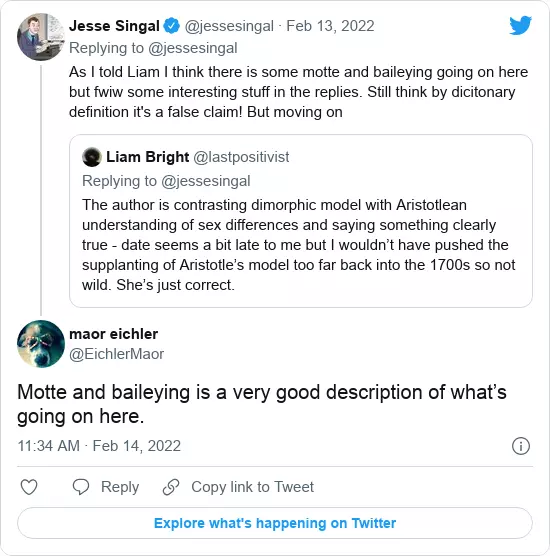 Jesse Singal @jessesingal · Feb 13, 2022
Replying to @jessesingal
As I told Liam I think there is some motte and baileying going on here
but fwiw some interesting stuff in the replies. Still think by dicitonary
definition it's a false claim! But moving on
Liam Bright @lastpositivist
Replying to @jessesingal
The author is contrasting dimorphic model with Aristotlean
understanding of sex differences and saying something clearly
true - date seems a bit late to me but I wouldn’t have pushed the
supplanting of Aristotle’s model too far back into the 1700s so not
wild. She’s just correct.
maor eichler
@EichlerMaor
Motte and baileying is a very good description of what’s
going on here.
11:34 AM · Feb 14, 2022
Reply Copy link to Tweet
Explore what's happening on Twitter